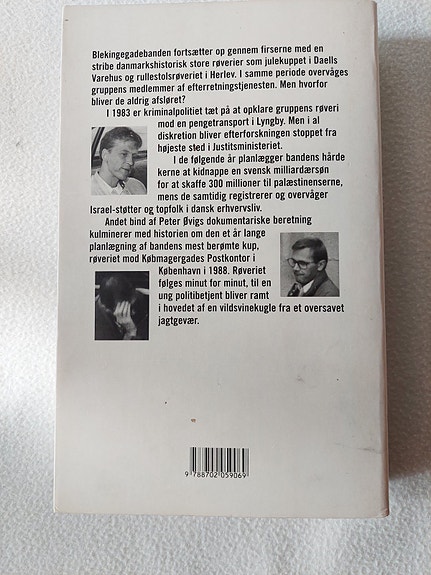 Blekingegadebanden fortsætter op gennem firserne med en
stribe danmarkshistorisk store røverier som julekuppet i Daells
Varehus og rullestolsrøveriet i Herlev. I samme periode overvåges
gruppens medlemmer af efterretningstjenesten. Men hvorfor
bliver de aldrig afsløret?
I 1983 er kriminalpolitiet tæt på at opklare gruppens røveri
mod en pengetransport i Lyngby. Men i al
diskretion bliver efterforskningen stoppet fra
højeste sted i Justitsministeriet.
I de følgende år planlægger bandens hårde
kerne at kidnappe en svensk milliardærsøn
for at skaffe 300 millioner til palæstinenserne,
mens de samtidig registrerer og overvåger
Israel-støtter og topfolk i dansk erhvervsliv.
Andet bind af Peter Øvigs dokumentariske beretning
kulminerer med historien om den et år lange
planlægning af bandens mest berømte kup,
røveriet mod Købmagergades Postkontor i
København i 1988. Røveriet
følges minut for minut, til en
ung politibetjent bliver ramt
i hovedet af en vildsvinekugle fra et oversavet
jagtgevær.
9 788702 059069